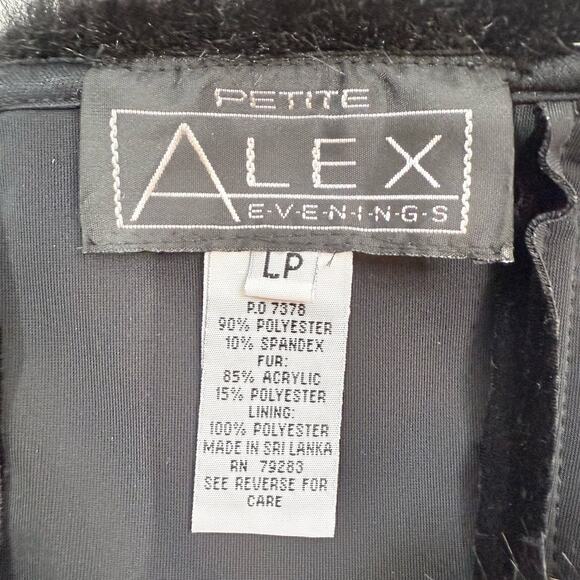 PETITE
ALEX
E-V-E-N-I-N-G-S
LP
P.O 7378
90% POLYESTER
10% SPANDEX
FUR:
85% ACRYLIC
15% POLYESTER
LINING:
100% POLYESTER
MADE IN SRI LANKA
RN 79283
SEE REVERSE FOR
CARE